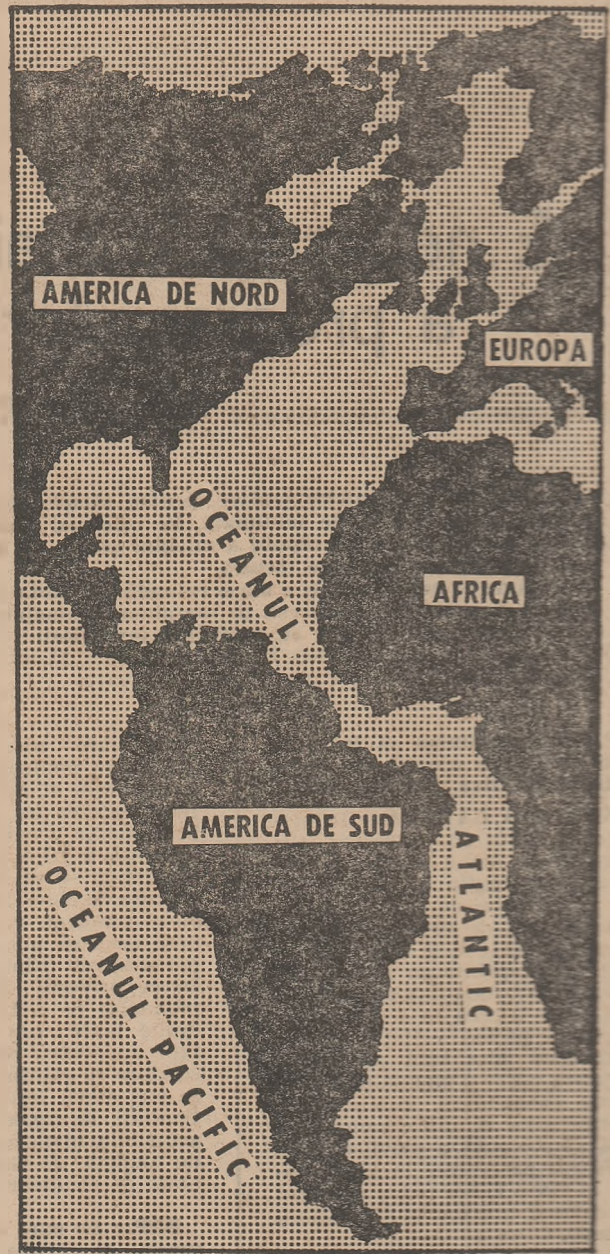 AMERICA DE NORD
EUROPA
OCEANUL
AFRICA
AMERICA DE SUD
ATLANTIC
OCEANUL PACIFIC